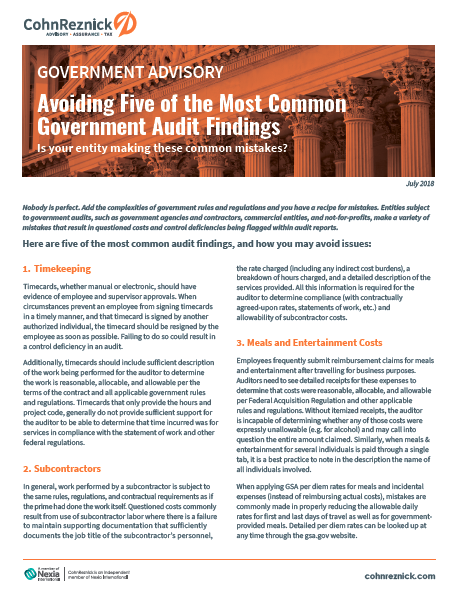 CohnReznick
ADVISORY • ASSURANCE • TAX
GOVERNMENT ADVISORY
Avoiding Five of the Most Common
Government Audit Findings
Is your entity making these common mistakes?
July 2018
Nobody is perfect. Add the complexities of government rules and regulations and you have a recipe for mistakes. Entities subject
to government audits, such as government agencies and contractors, commercial entities, and not-for-profits, make a variety of
mistakes that result in questioned costs and control deficiencies being flagged within audit reports.
Here are five of the most common audit findings, and how you may avoid issues:
1. Timekeeping
Timecards, whether manual or electronic, should have
evidence of employee and supervisor approvals. When
circumstances prevent an employee from signing timecards
in a timely manner, and that timecard is signed by another
authorized individual, the timecard should be resigned by the
employee as soon as possible. Failing to do so could result in
a control deficiency in an audit.
Additionally, timecards should include sufficient description
of the work being performed for the auditor to determine
the work is reasonable, allocable, and allowable per the
terms of the contract and all applicable government rules
and regulations. Timecards that only provide the hours and
project code, generally do not provide sufficient support for
the auditor to be able to determine that time incurred was for
services in compliance with the statement of work and other
federal regulations.
2. Subcontractors
In general, work performed by a subcontractor is subject to
the same rules, regulations, and contractual requirements as if
the prime had done the work itself. Questioned costs commonly
result from use of subcontractor labor where there is a failure
to maintain supporting documentation that sufficiently
documents the job title of the subcontractor's personnel,
the rate charged (including any indirect cost burdens), a
breakdown of hours charged, and a detailed description of the
services provided. All this information is required for the
auditor to determine compliance (with contractually
agreed-upon rates, statements of work, etc.) and
allowability of subcontractor costs.
3. Meals and Entertainment Costs
Employees frequently submit reimbursement claims for meals
and entertainment after travelling for business purposes.
Auditors need to see detailed receipts for these expenses to
determine that costs were reasonable, allocable, and allowable
per Federal Acquisition Regulation and other applicable
rules and regulations. Without itemized receipts, the auditor
is incapable of determining whether any of those costs were
expressly unallowable (e.g. for alcohol) and may call into
question the entire amount claimed. Similarly, when meals &
entertainment for several individuals is paid through a single
tab, it is a best practice to note in the description the name of
all individuals involved.
When applying GSA per diem rates for meals and incidental
expenses (instead of reimbursing actual costs), mistakes are
commonly made in properly reducing the allowable daily
rates for first and last days of travel as well as for government-
provided meals. Detailed per diem rates can be looked up at
any time through the gsa.gov website.
A member of
Nexia
International
CohnReznick is an independent
member of Nexia International
cohnreznick.com